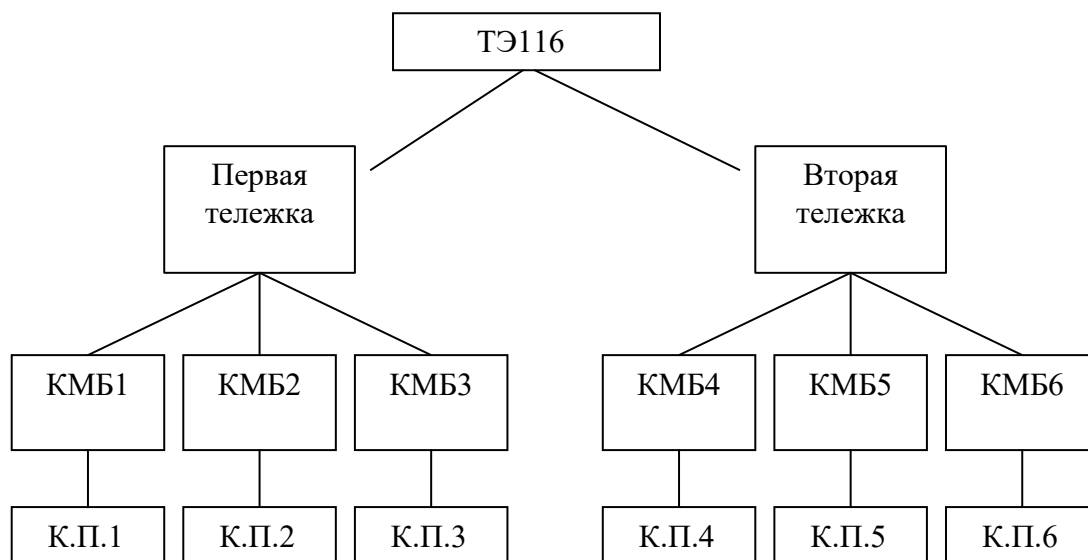 ТЭ116
Первая
тележка
Вторая
тележка
КМБ1
КМБ2
КМБ3
КМБ4
КМБ5
КМБ6
К.П.1
К.П.2
К.П.3
К.П.4
К.П.5
К.П.6